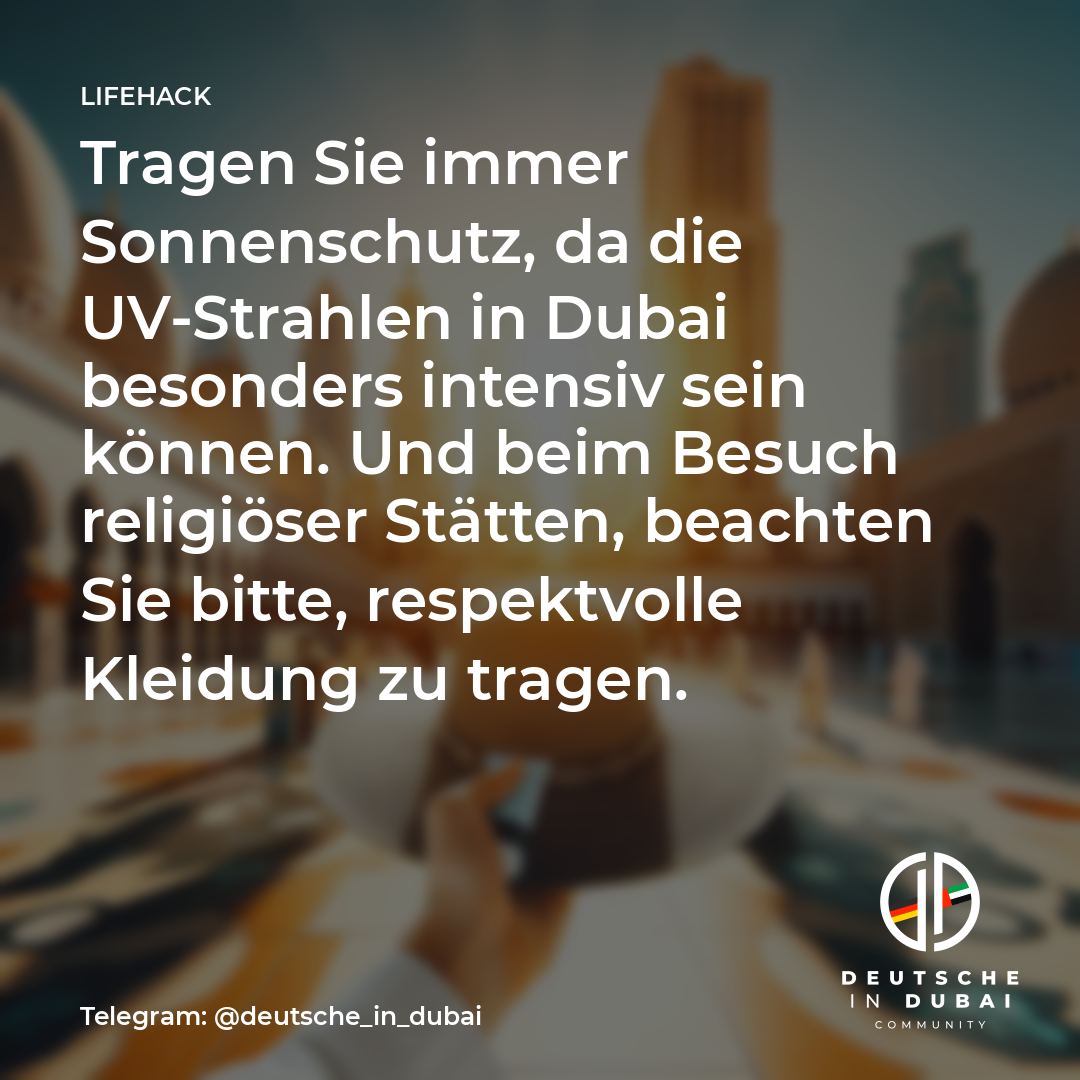 LIFEHACK
Tragen Sie immer
Sonnenschutz, da die
UV-Strahlen in Dubai
besonders intensiv sein
können. Und beim Besuch
religiöser Stätten, beachten
Sie bitte, respektvolle
Kleidung zu tragen.
DEUTSCHE
IN DUBAI
COMMUNITY
Telegram: @deutsche_in_dubai